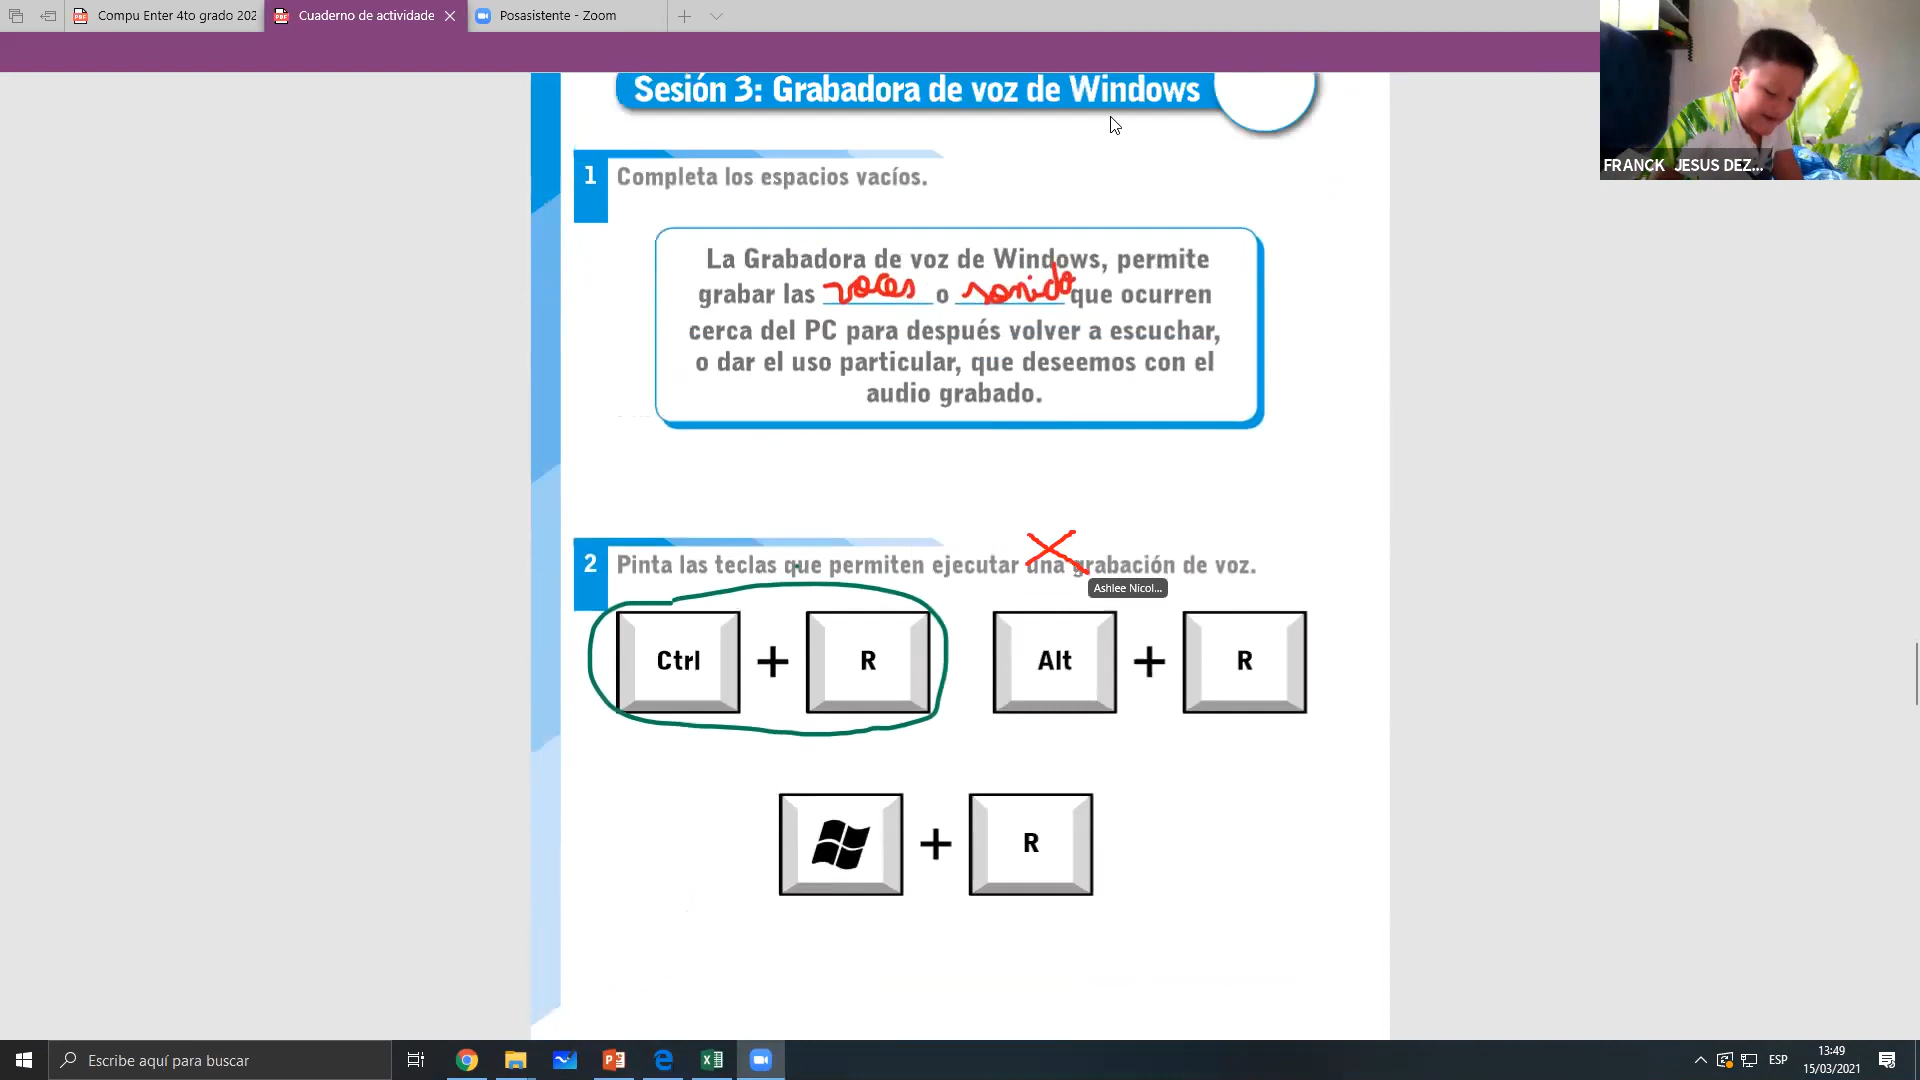 Compu Enter 4to grado 202
Cuaderno de actividade
Posasistente - Zoom
FRANCK JESUS DEZ...
Sesión 3: Grabadora de voz de Windows
1 Completa los espacios vacíos.
La Grabadora de voz de Windows, permite
grabar las voces o sonido que ocurren
cerca del PC para después volver a escuchar,
o dar el uso particular, que deseemos con el
audio grabado.
2 Pinta las teclas que permiten ejecutar una grabación de voz.
Ashlee Nicol...
Ctrl + R Alt + R
+ R
Escribe aquí para buscar
ESP
13:49
15/03/2021